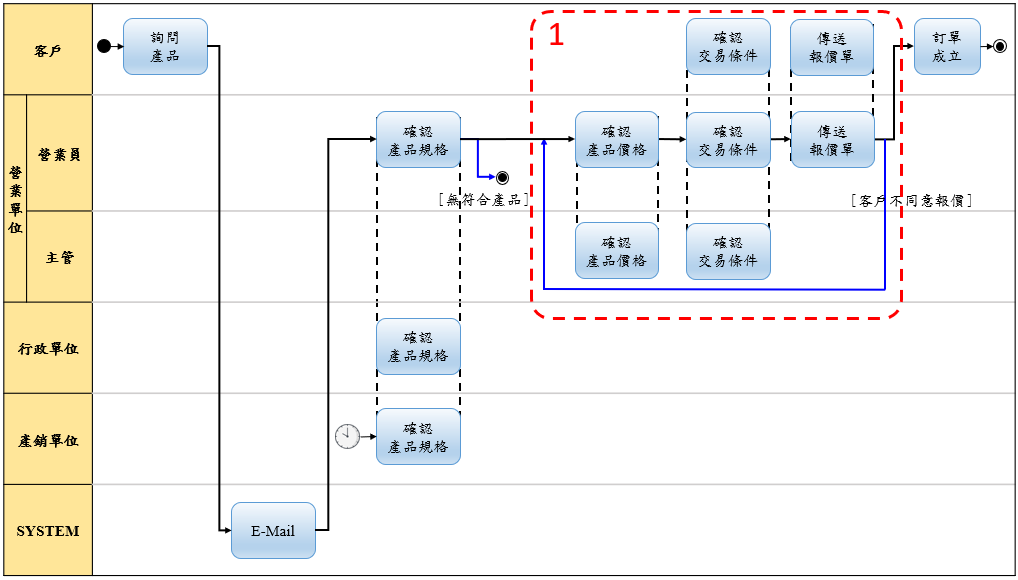 客戶
詢問
產品
1
確認
交易條件
傳送
報價單
訂單
成立
營業單位
營業員
確認
產品規格
[無符合產品]
確認
產品價格
確認
交易條件
傳送
報價單
[客戶不同意報價]
主管
確認
產品價格
確認
交易條件
行政單位
確認
產品規格
產銷單位
確認
產品規格
SYSTEM
E-Mail